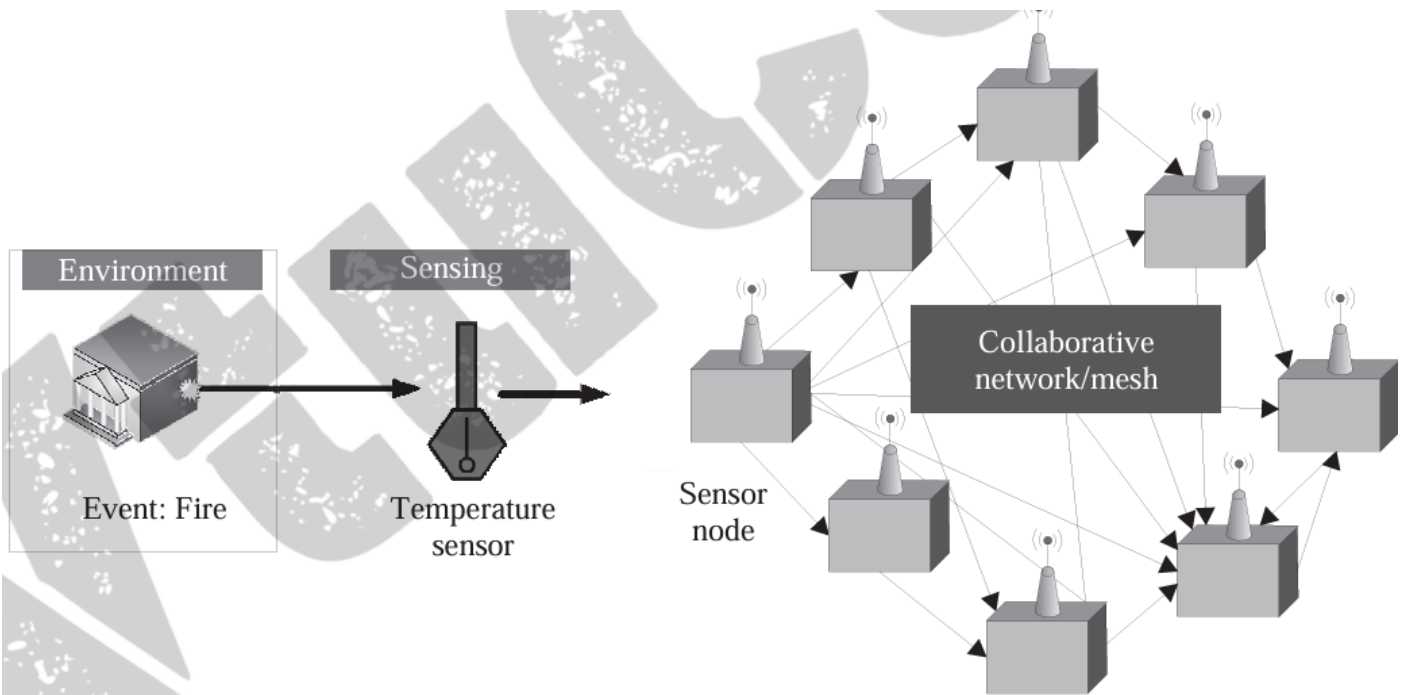 Environment
Sensing
Event: Fire
Temperature
sensor
Sensor
node
Collaborative
network/mesh